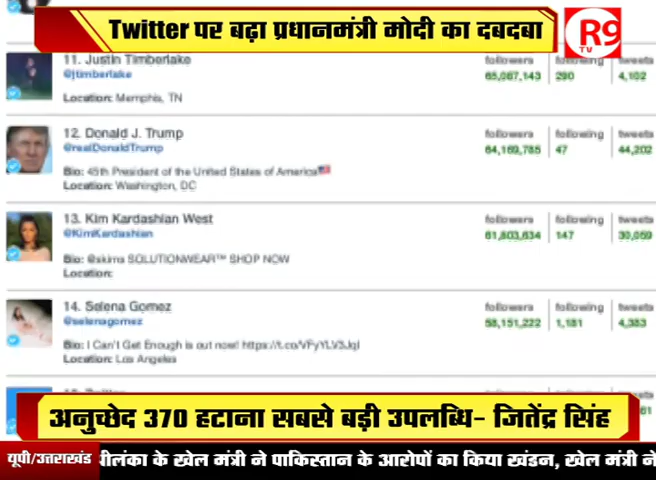 Twitter पर बढ़ा प्रधानमंत्री मोदी का दबदबा
R9
TV
11. Justin Timberlake
@jtimberlake
Location: Memphis, TN
followers following tweets
65,087,143 290 4,102
12. Donald J. Trump
@realDonaldTrump
Bio: 45th President of the United States of America🇺🇸
Location: Washington, DC
followers following tweets
64,169,785 47 44,202
13. Kim Kardashian West
@KimKardashian
Bio: @skims SOLUTIONWEAR™ SHOP NOW
Location:
followers following tweets
61,803,634 147 30,059
14. Selena Gomez
@selenagomez
Bio: I Can't Get Enough is out now!
Location: Los Angeles
followers following tweets
58,151,222 1,181 4,383
अनुच्छेद 370 हटाना सबसे बड़ी उपलब्धि- जितेंद्र सिंह
यूपी/उत्तराखंड
श्रीलंका के खेल मंत्री ने पाकिस्तान के आरोपों का किया खंडन, खेल मंत्री ने